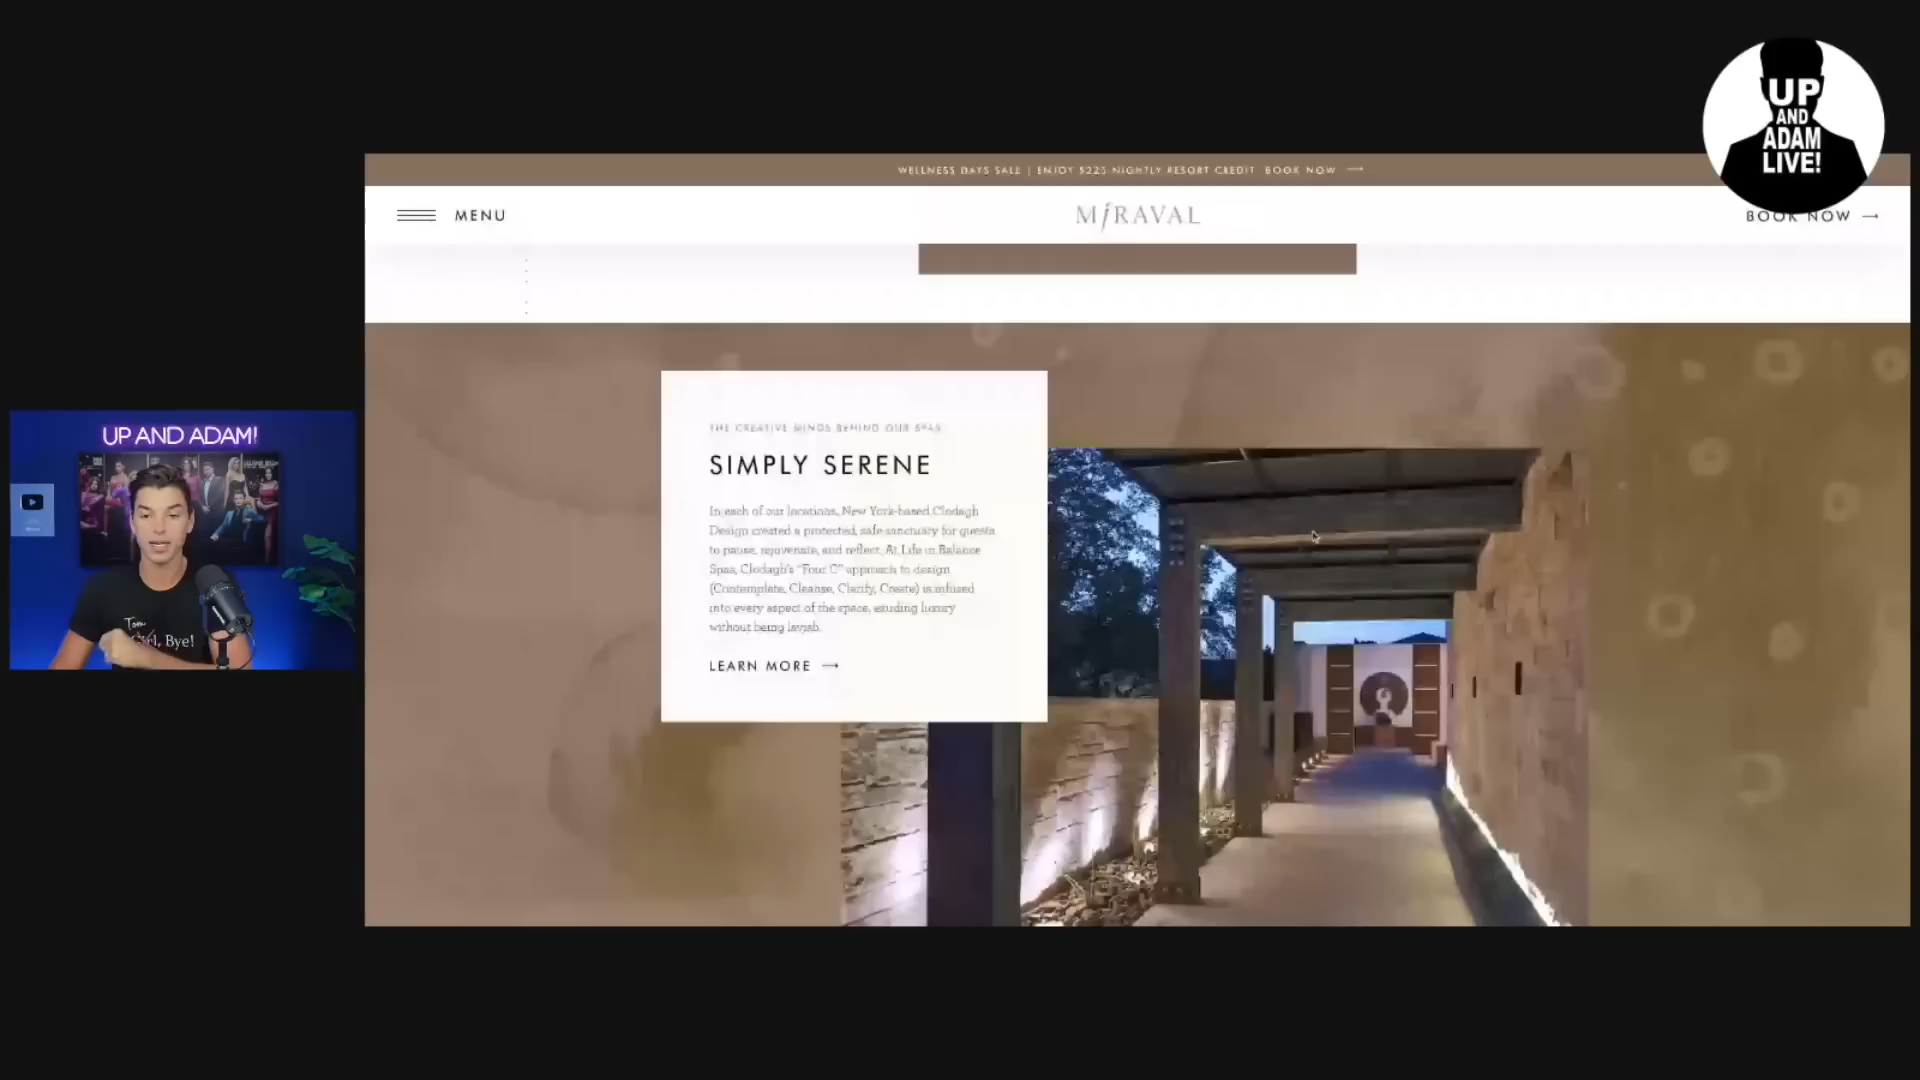 UP
AND
ADAM
LIVE!
WELLNESS DAYS SALE | ENJOY $225 NIGHTLY RESORT CREDIT BOOK NOW →
MENU
MiRAVAL
BOOK NOW →
THE CREATIVE MINDS BEHIND OUR SPAS
SIMPLY SERENE
In each of our locations, New York-based Clodagh
Design created a protected, safe sanctuary for guests
to pause, rejuvenate, and reflect. At Life in Balance
Spas, Clodagh's "Four C" approach to design
(Contemplate, Cleanse, Clarify, Create) is infused
into every aspect of the space, exuding luxury
without being lavish.
LEARN MORE →
UP AND ADAM!
Tom
Girl, Bye!